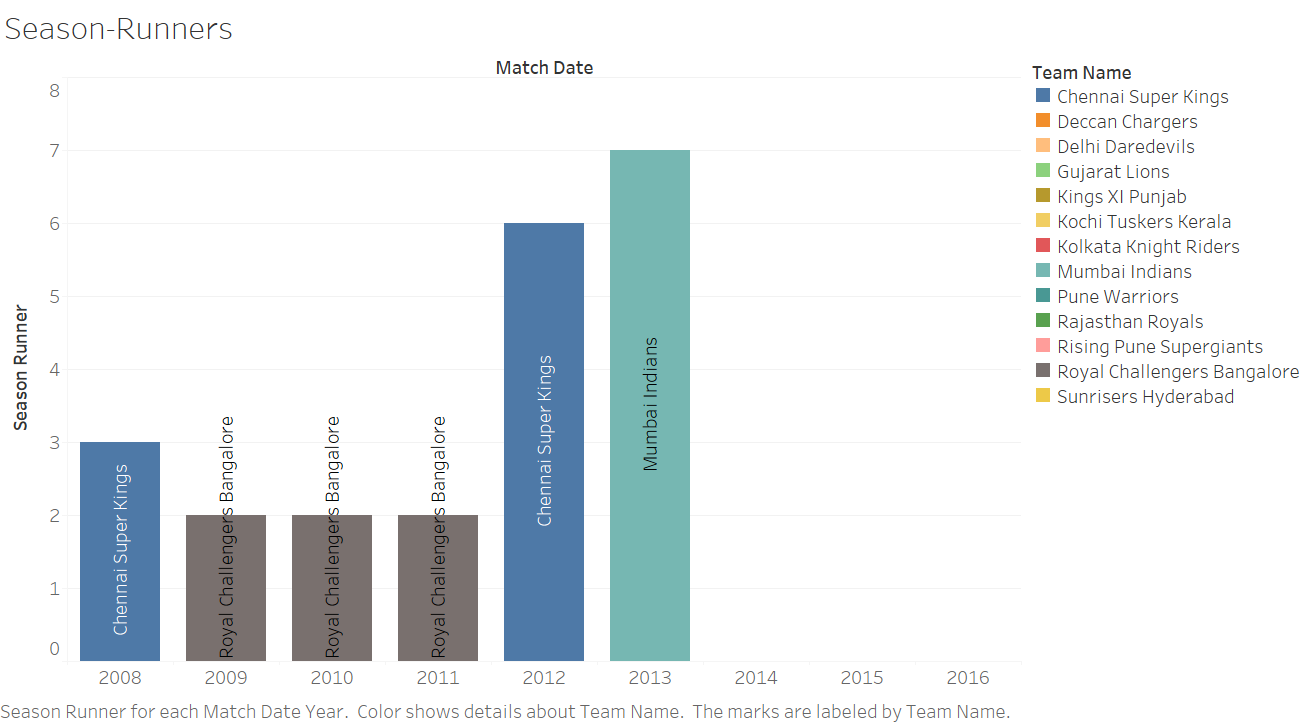 Season-Runners
Match Date
Team Name
Chennai Super Kings
Deccan Chargers
Delhi Daredevils
Gujarat Lions
Kings XI Punjab
Kochi Tuskers Kerala
Kolkata Knight Riders
Mumbai Indians
Pune Warriors
Rajasthan Royals
Rising Pune Supergiants
Royal Challengers Bangalore
Sunrisers Hyderabad
Season Runner
8
7
6
5
4
3
2
1
0
Chennai Super Kings
Royal Challengers Bangalore
Royal Challengers Bangalore
Royal Challengers Bangalore
Chennai Super Kings
Mumbai Indians
2008 2009 2010 2011 2012 2013 2014 2015 2016
Season Runner for each Match Date Year. Color shows details about Team Name. The marks are labeled by Team Name.